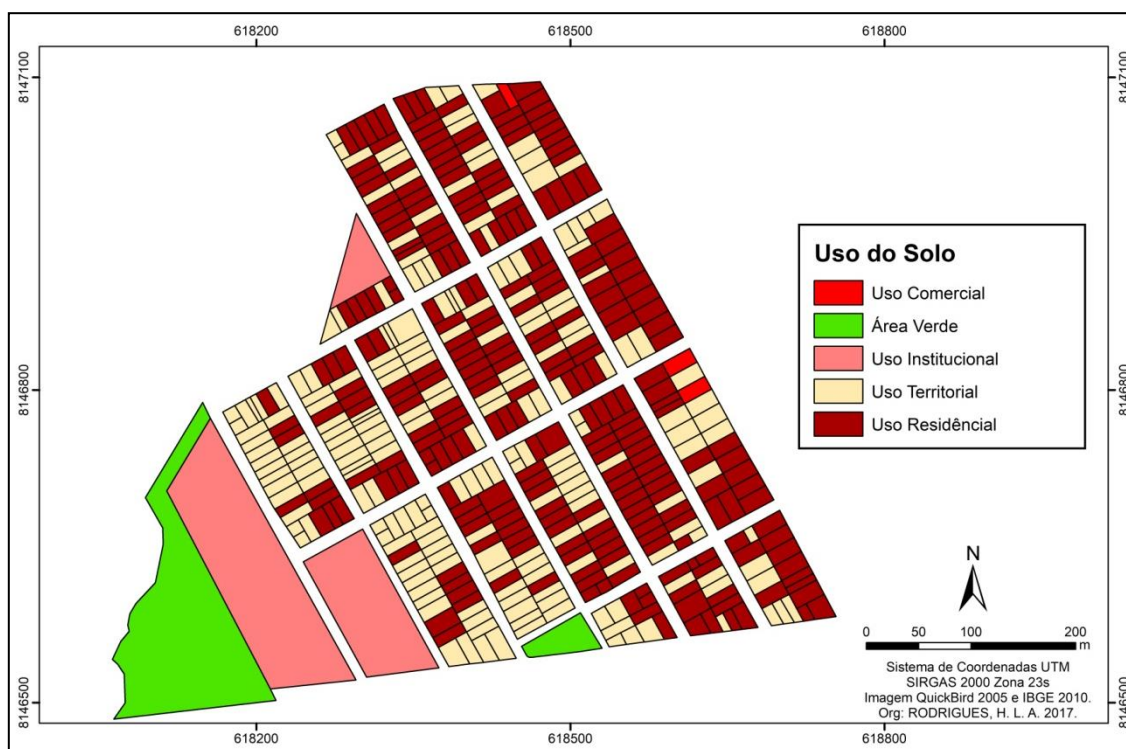 618200 618500 618800
8147100 8147100
Uso do Solo
Uso Comercial
Área Verde
Uso Institucional
Uso Territorial
Uso Residêncial
8146800 8146800
N
0 50 100 200
m
Sistema de Coordenadas UTM
SIRGAS 2000 Zona 23s
Imagem QuickBird 2005 e IBGE 2010.
Org: RODRIGUES, H. L. A. 2017.
8146500 8146500
618200 618500 618800